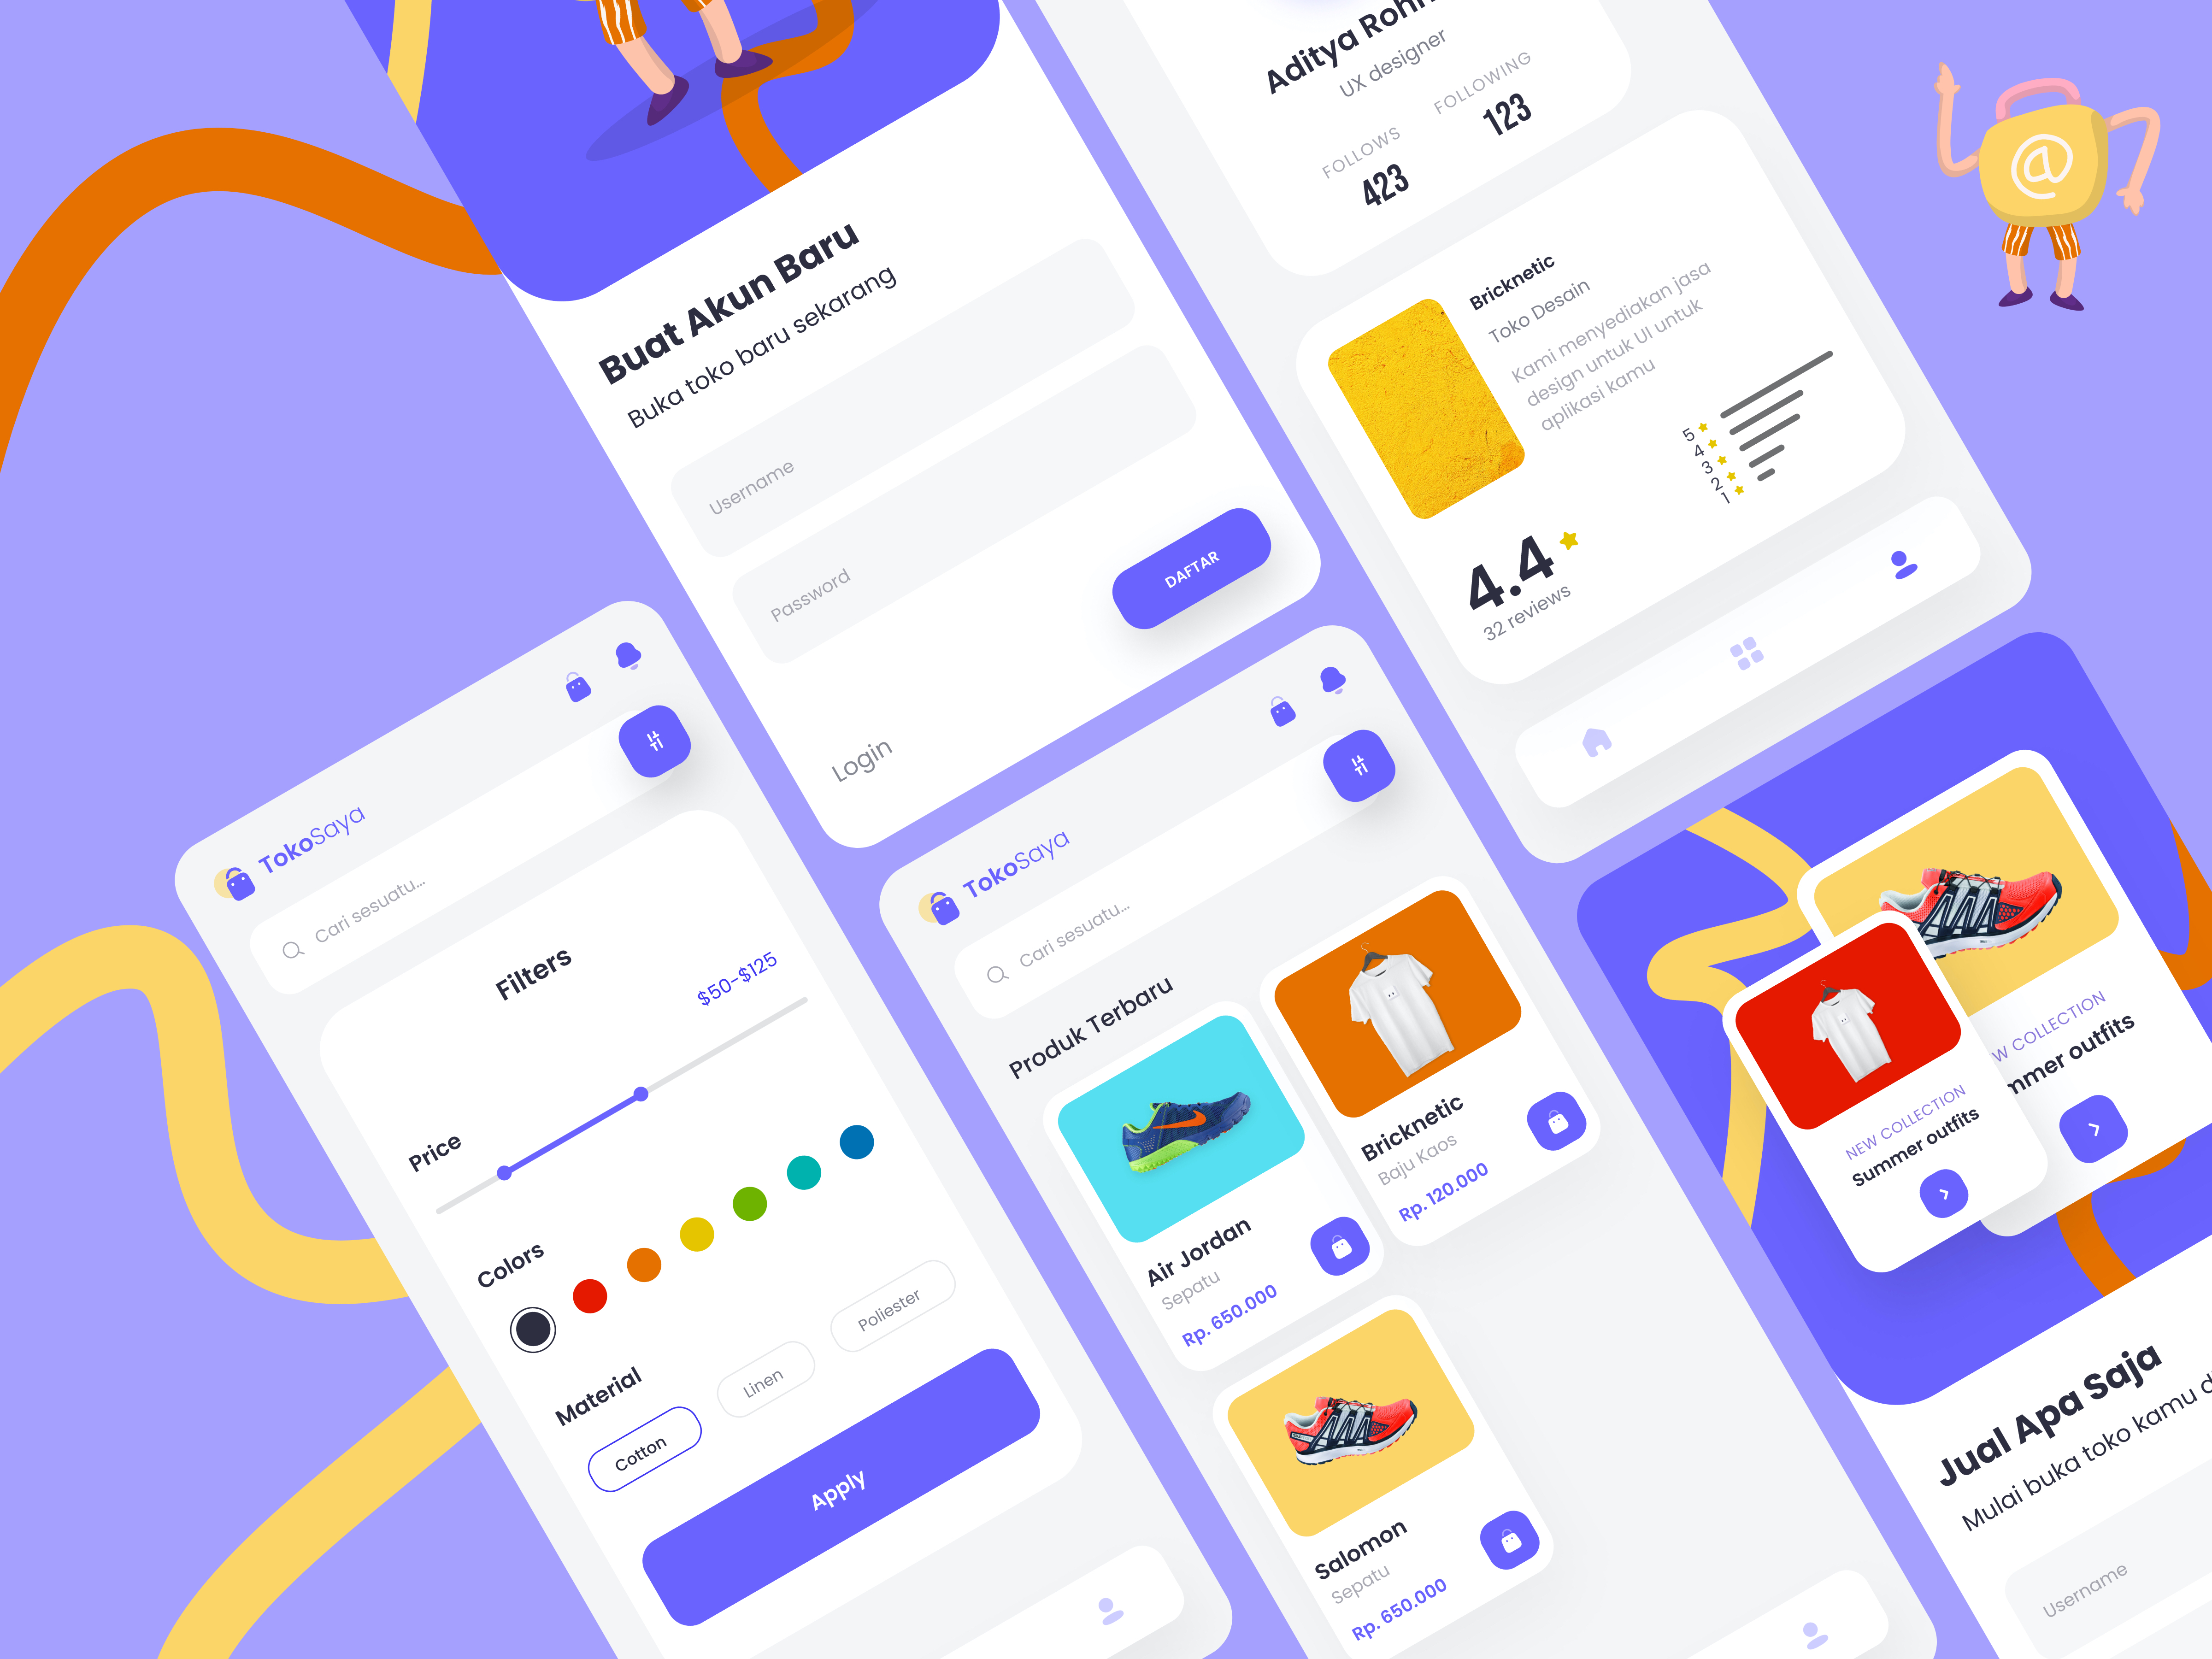 Buat Akun Baru
Buka toko baru sekarang
Username
Password
DAFTAR
Login
Aditya
UX designer
FOLLOWS
423
FOLLOWING
123
Bricknetic
Toko Desain
Kami menyediakan jasa
design untuk UI untuk
aplikasi kamu
5
4
3
2
1
4.4
32 reviews
@
TokoSaya
Cari sesuatu...
Filters
$50-$125
Price
Colors
Material
Cotton
Linen
Poliester
Apply
TokoSaya
Cari sesuatu...
Produk Terbaru
Air Jordan
Sepatu
Rp. 650.000
Bricknetic
Baju Kaos
Rp. 120.000
Salomon
Sepatu
Rp. 650.000
COLLECTION
outfits
NEW COLLECTION
Summer outfits
Jual Apa Saja
Mulai buka toko kamu
Username